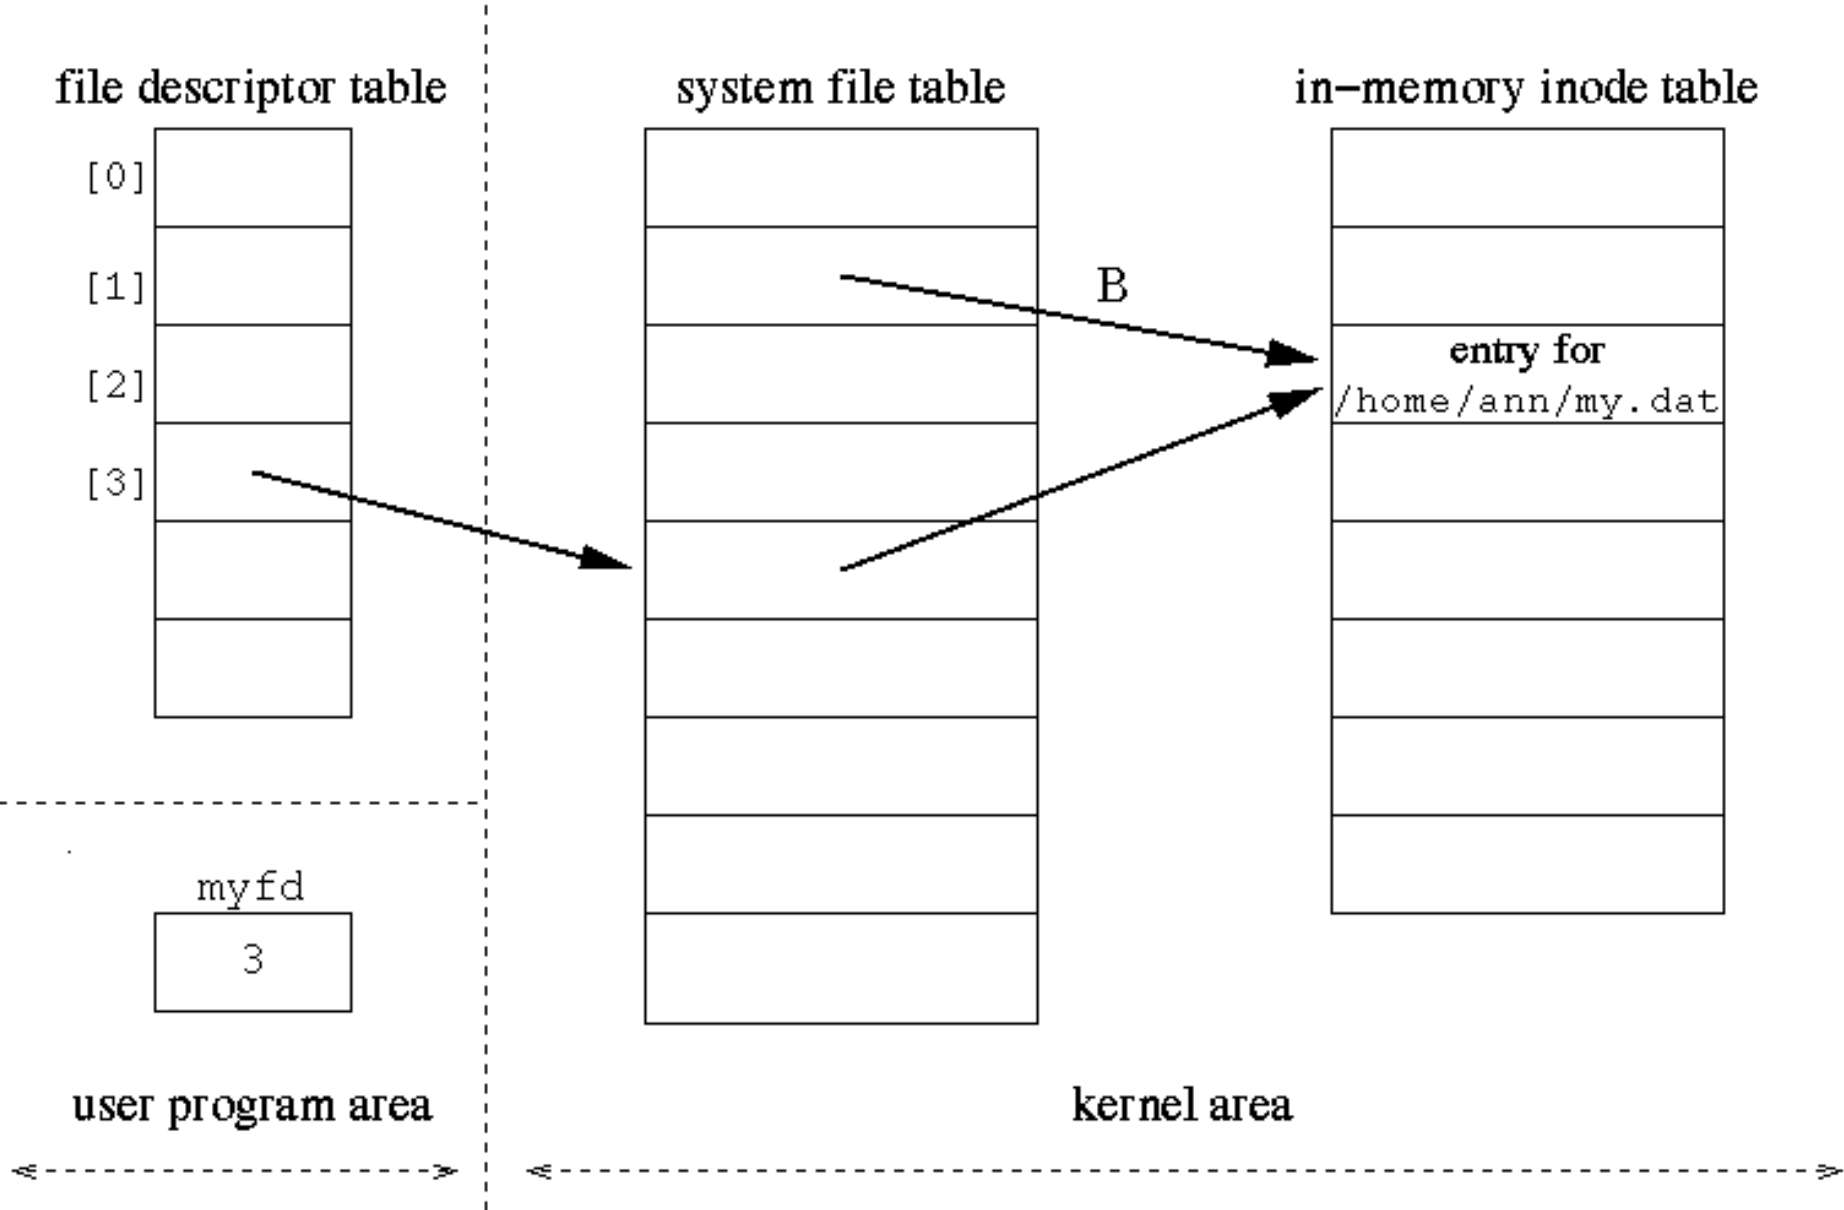 file descriptor table
system file table
in-memory inode table
[0]
[1]
B
[2]
entry for
/home/ann/my.dat
[3]
myfd
3
user program area
kernel area